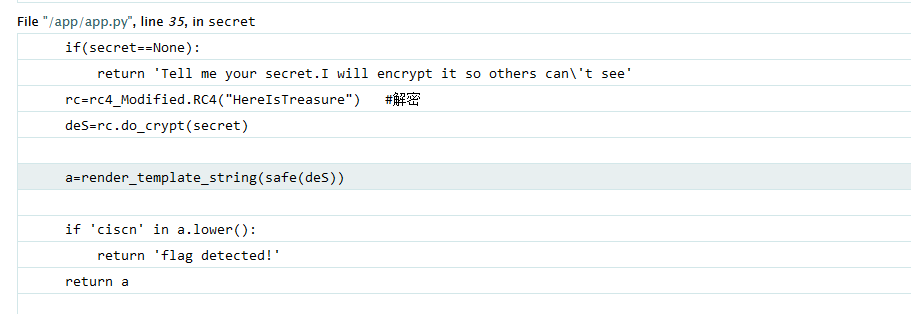 File "/app/app.py", line 35, in secret
if(secret==None):
return 'Tell me your secret.I will encrypt it so others can\'t see'
rc=rc4_Modified.RC4("HereIsTreasure")   #解密
deS=rc.do_crypt(secret)
a=render_template_string(safe(deS))
if 'ciscn' in a.lower():
return 'flag detected!'
return a